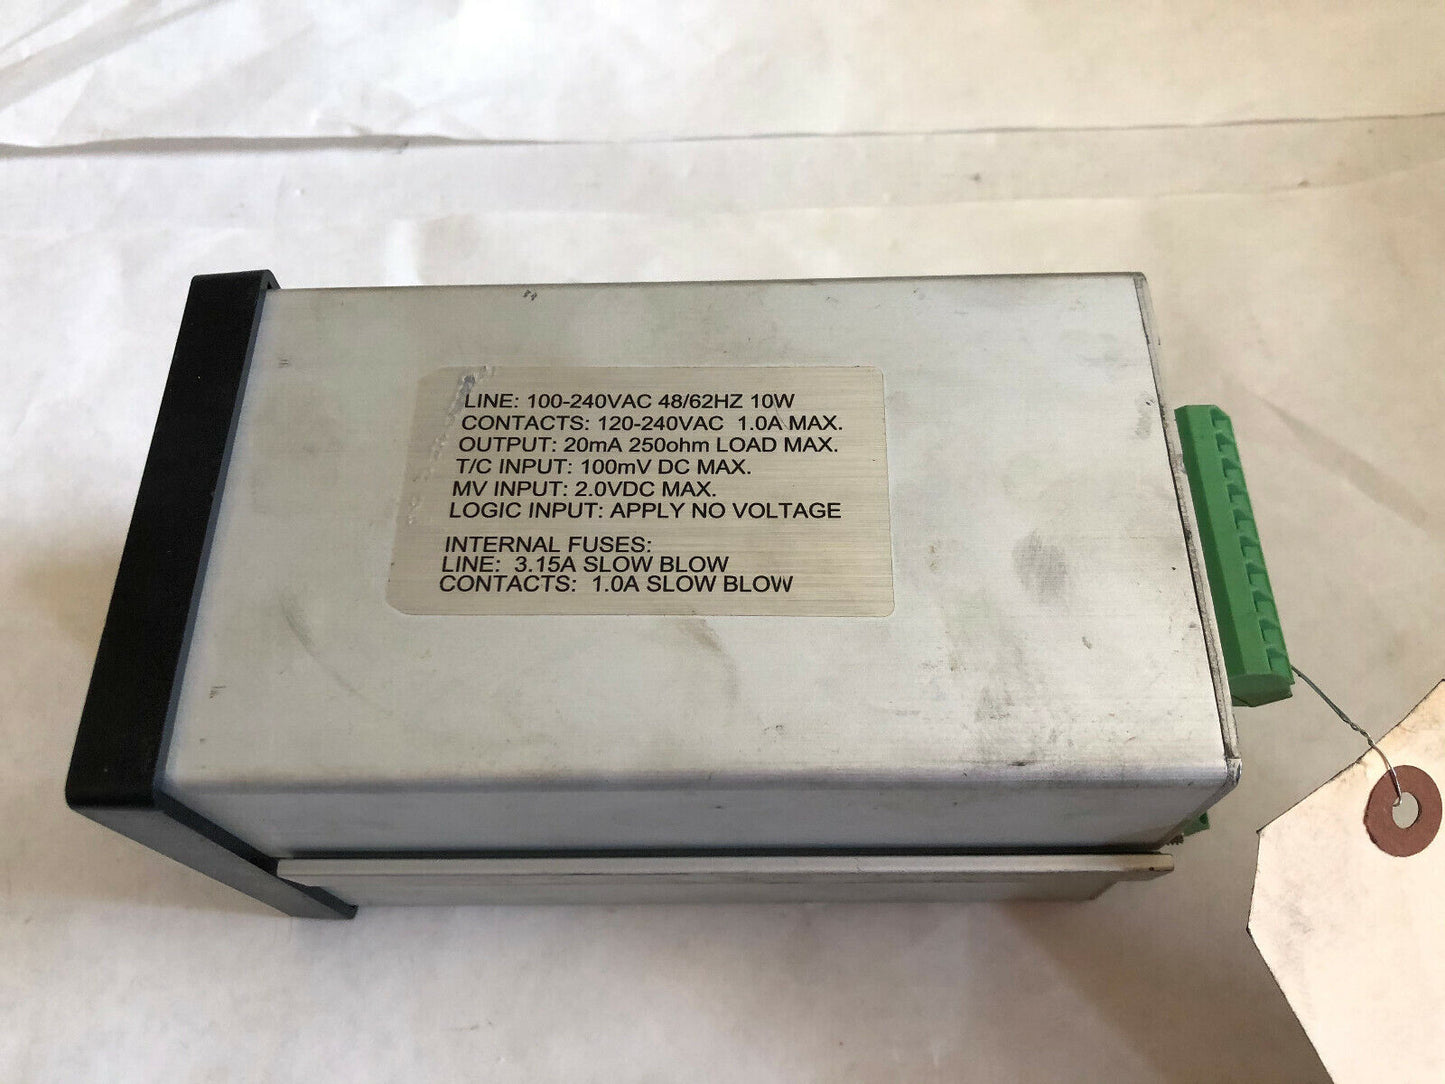 LINE: 100-240VAC 48/62HZ 10W
CONTACTS: 120-240VAC 1.0A MAX.
OUTPUT: 20mA 250ohm LOAD MAX.
T/C INPUT: 100mV DC MAX.
MV INPUT: 2.0VDC MAX.
LOGIC INPUT: APPLY NO VOLTAGE
INTERNAL FUSES:
LINE: 3.15A SLOW BLOW
CONTACTS: 1.0A SLOW BLOW